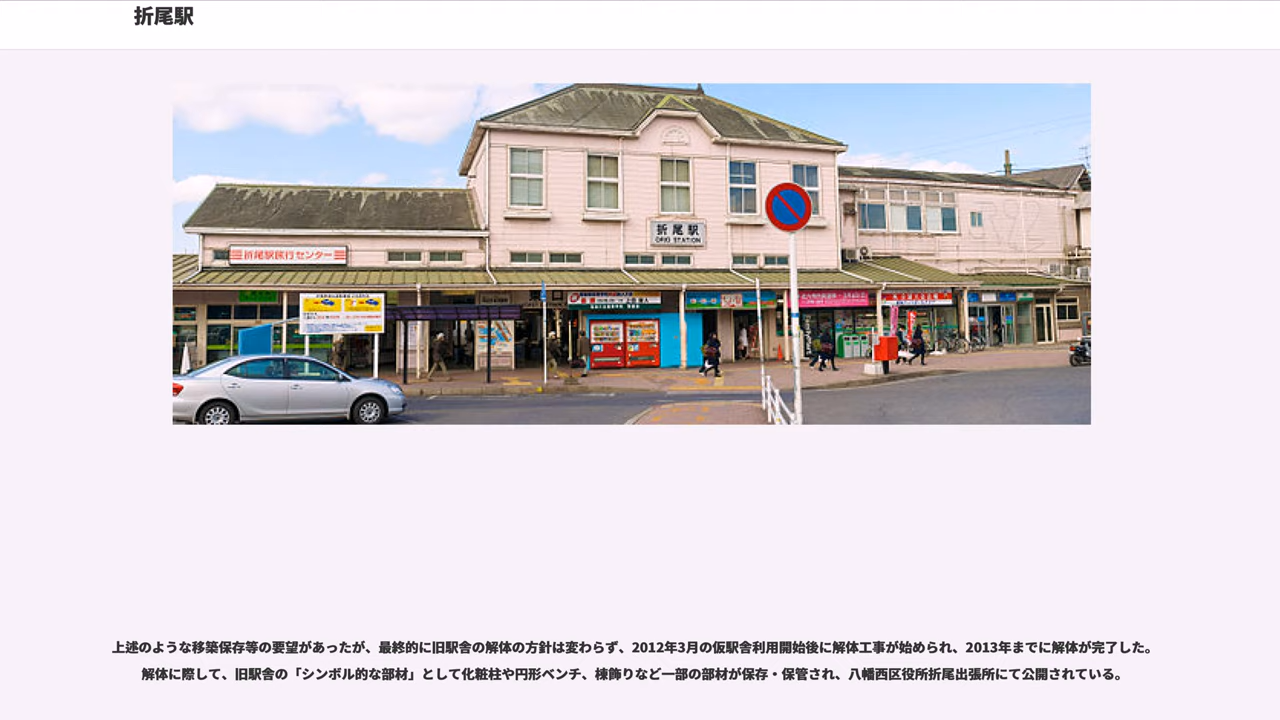 折尾駅
折尾駅
ORIO STATION
折尾駅旅行センター
上述のような移築保存等の要望があったが、最終的に旧駅舎の解体の方針は変わらず、2012年3月の仮駅舎利用開始後に解体工事が始められ、2013年までに解体が完了した。
解体に際して、旧駅舎の「シンボル的な部材」として化粧柱や円形ベンチ、棟飾りなど一部の部材が保存・保管され、八幡西区役所折尾出張所にて公開されている。